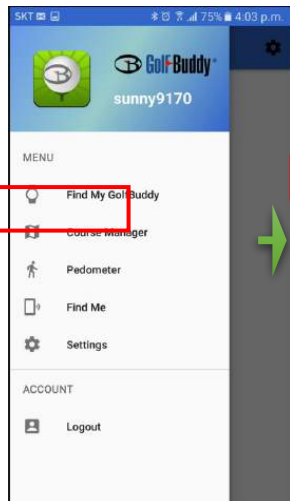 SKT 75% 4:03 p.m.
GolfBuddy
sunny9170
MENU
Find My GolfBuddy
Course Manager
Pedometer
Find Me
Settings
ACCOUNT
Logout